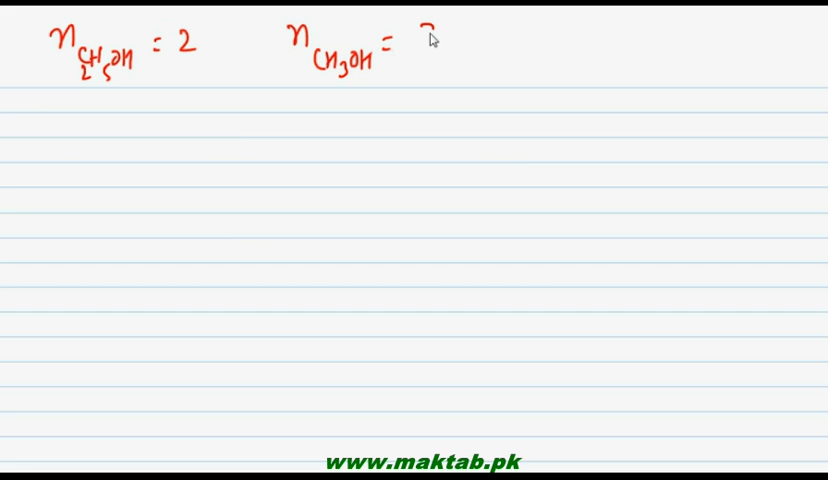 n C₂H₅OH = 2 n CH₃OH =
www.maktab.pk